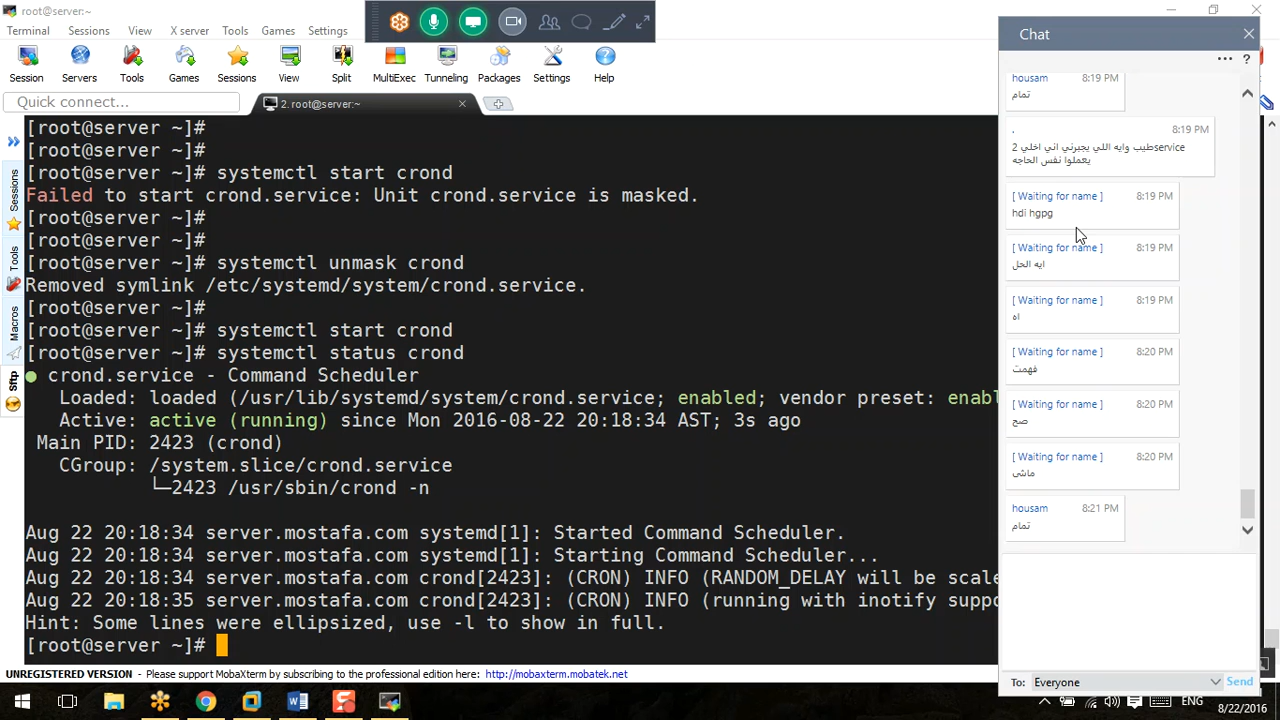 root@server:~
Terminal Sessions View X server Tools Games Settings
Session Servers Tools Games Sessions View Split MultiExec Tunneling Packages Settings Help
Quick connect...
2. root@server:~
Sessions
Tools
Macros
Sftp
[root@server ~]#
[root@server ~]#
[root@server ~]# systemctl start crond
Failed to start crond.service: Unit crond.service is masked.
[root@server ~]#
[root@server ~]#
[root@server ~]# systemctl unmask crond
Removed symlink /etc/systemd/system/crond.service.
[root@server ~]#
[root@server ~]# systemctl start crond
[root@server ~]# systemctl status crond
● crond.service - Command Scheduler
Loaded: loaded (/usr/lib/systemd/system/crond.service; enabled; vendor preset: enab
Active: active (running) since Mon 2016-08-22 20:18:34 AST; 3s ago
Main PID: 2423 (crond)
CGroup: /system.slice/crond.service
└─2423 /usr/sbin/crond -n
Aug 22 20:18:34 server.mostafa.com systemd[1]: Started Command Scheduler.
Aug 22 20:18:34 server.mostafa.com systemd[1]: Starting Command Scheduler...
Aug 22 20:18:34 server.mostafa.com crond[2423]: (CRON) INFO (RANDOM_DELAY will be scale
Aug 22 20:18:35 server.mostafa.com crond[2423]: (CRON) INFO (running with inotify suppo
Hint: Some lines were ellipsized, use -l to show in full.
[root@server ~]#
UNREGISTERED VERSION - Please support MobaXterm by subscribing to the professional edition here: http://mobaxterm.mobatek.net
Chat
housam 8:19 PM
تمام
. 8:19 PM
طيب وايه اللي يجبرني اني اخلي 2service
يعملوا نفس الحاجه
[ Waiting for name ] 8:19 PM
hdi hgpg
[ Waiting for name ] 8:19 PM
ايه الحل
[ Waiting for name ] 8:19 PM
اه
[ Waiting for name ] 8:20 PM
فهمت
[ Waiting for name ] 8:20 PM
صح
[ Waiting for name ] 8:20 PM
ماشى
housam 8:21 PM
تمام
To: Everyone Send
ENG
8:21 PM
8/22/2016